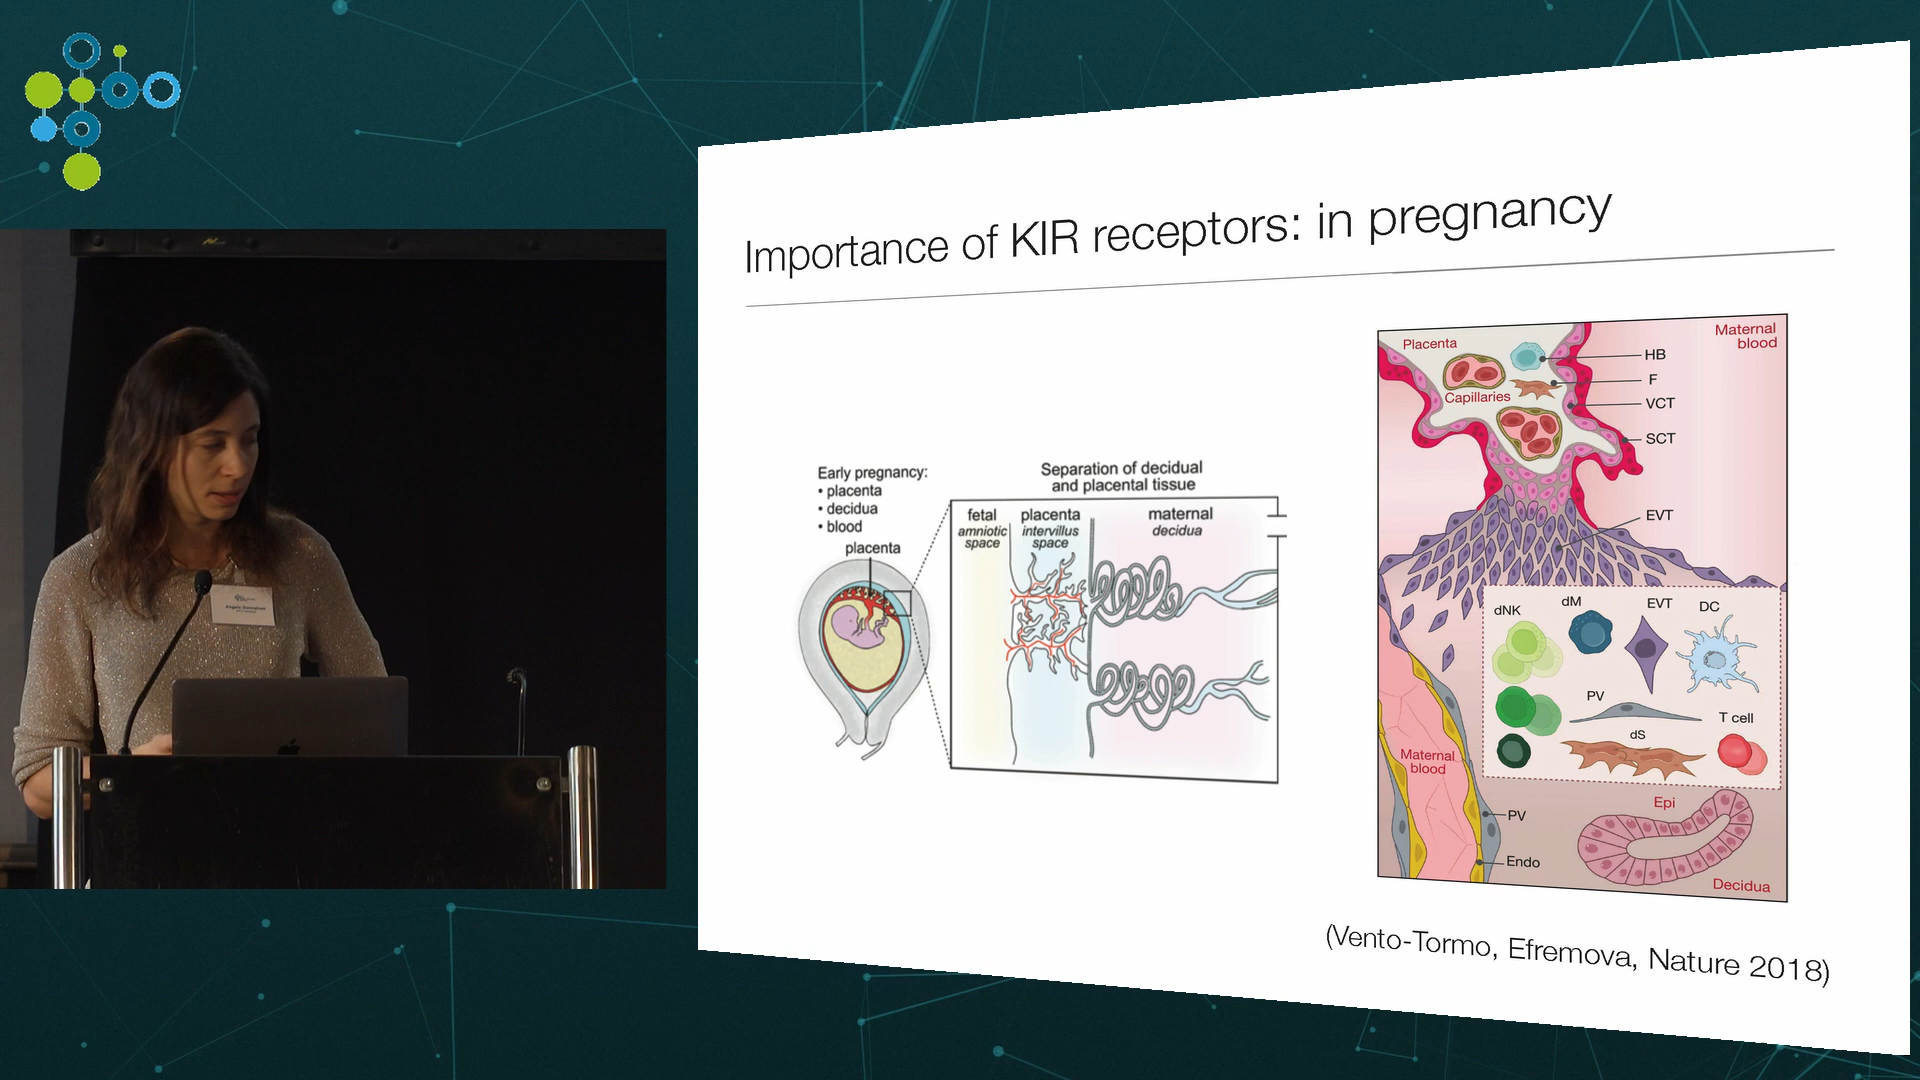 Importance of KIR receptors: in pregnancy
Early pregnancy:
• placenta
• decidua
• blood
placenta
Separation of decidual
and placental tissue
fetal
amniotic
space
placenta
intervillus
space
maternal
decidua
Placenta
Capillaries
Maternal
blood
HB
F
VCT
SCT
EVT
dNK
dM
EVT
DC
PV
T cell
dS
Maternal
blood
PV
Endo
Epi
Decidua
(Vento-Tormo, Efremova, Nature 2018)